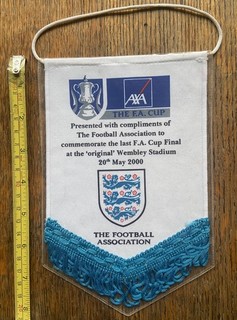 AXA
THE F.A. CUP
Presented with compliments of
The Football Association to
commemorate the last F.A. Cup Final
at the 'original' Wembley Stadium
20th May 2000
THE FOOTBALL
ASSOCIATION